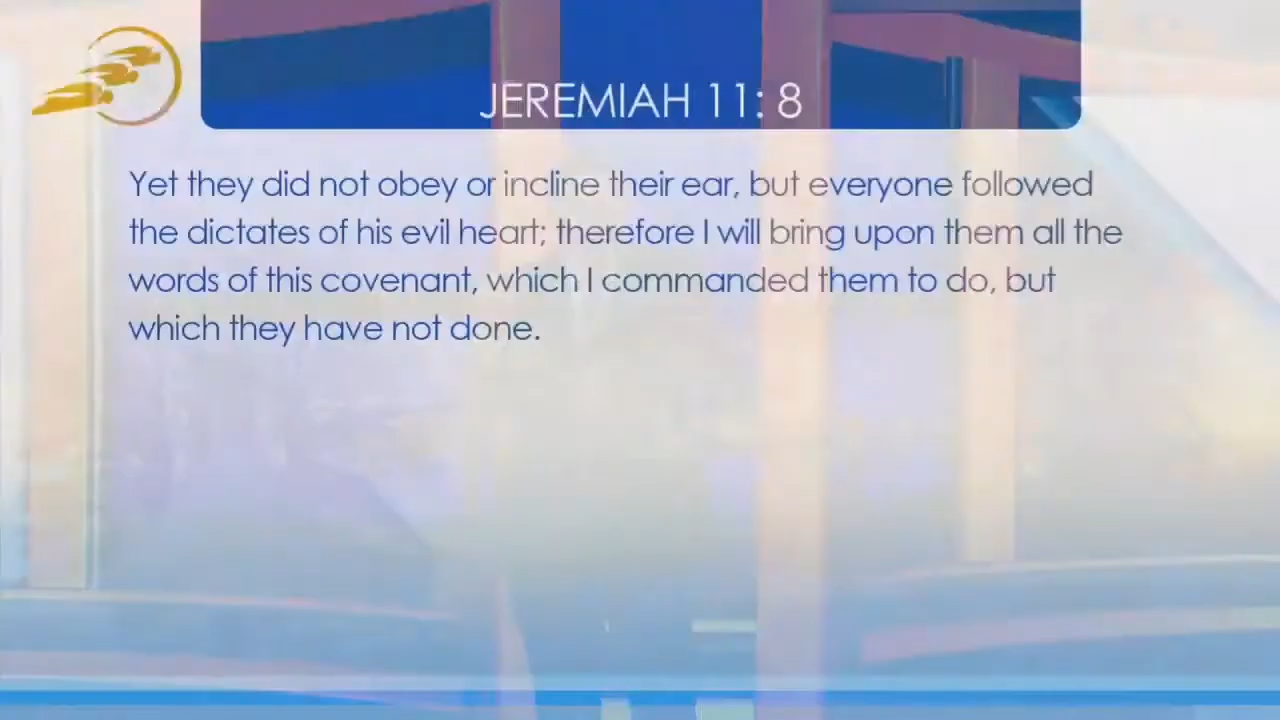 JEREMIAH 11: 8
Yet they did not obey or incline their ear, but everyone followed
the dictates of his evil heart; therefore I will bring upon them all the
words of this covenant, which I commanded them to do, but
which they have not done.